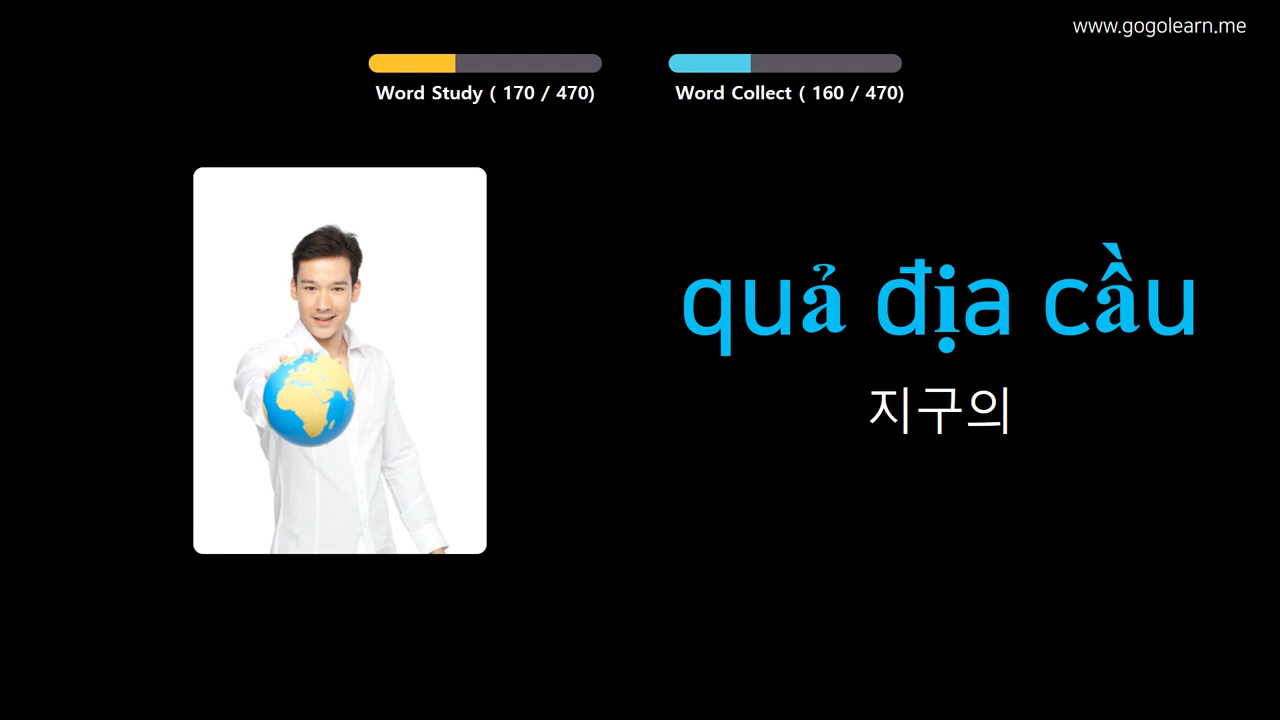 www.gogolearn.me
Word Study ( 170 / 470)
Word Collect ( 160 / 470)
quả địa cầu
지구의